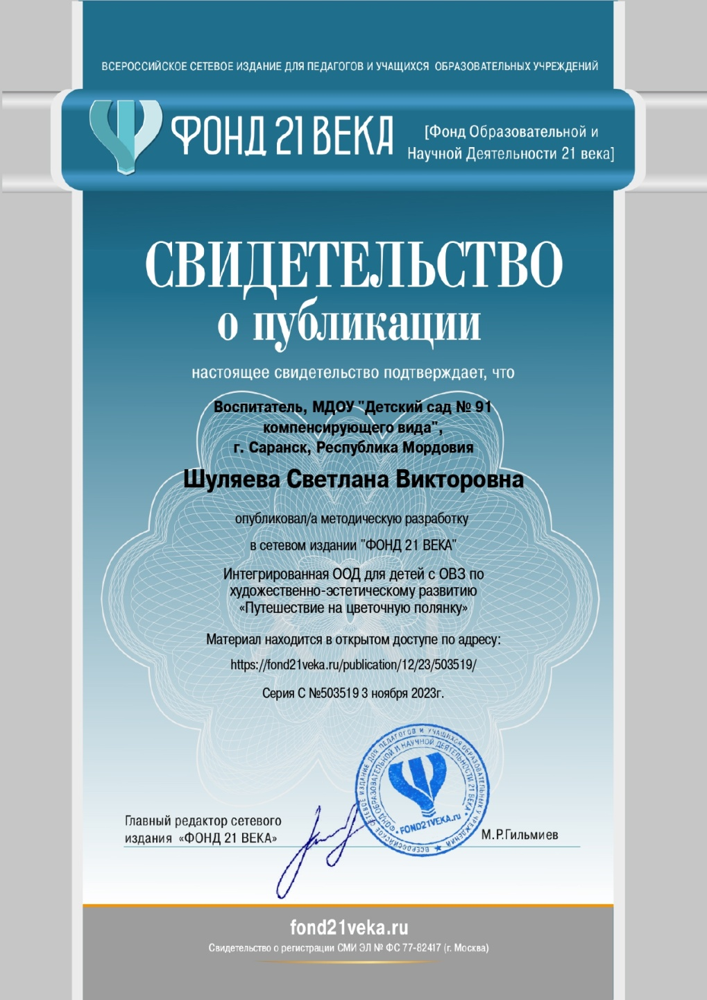 ВСЕРОССИЙСКОЕ СЕТЕВОЕ ИЗДАНИЕ ДЛЯ ПЕДАГОГОВ И УЧАЩИХСЯ ОБРАЗОВАТЕЛЬНЫХ УЧРЕЖДЕНИЙ
ФОНД 21 ВЕКА
[Фонд Образовательной и
Научной Деятельности 21 века]
СВИДЕТЕЛЬСТВО
о публикации
настоящее свидетельство подтверждает, что
Воспитатель, МДОУ "Детский сад № 91
компенсирующего вида",
г. Саранск, Республика Мордовия
Шуляева Светлана Викторовна
опубликовал/а методическую разработку
в сетевом издании "ФОНД 21 ВЕКА"
Интегрированная ООД для детей с ОВЗ по
художественно-эстетическому развитию
«Путешествие на цветочную полянку»
Материал находится в открытом доступе по адресу:
https://fond21veka.ru/publication/12/23/503519/
Серия С №503519 3 ноября 2023г.
ВСЕРОССИЙСКОЕ СЕТЕВОЕ ИЗДАНИЕ ДЛЯ ПЕДАГОГОВ И УЧАЩИХСЯ ОБРАЗОВАТЕЛЬНЫХ УЧРЕЖДЕНИЙ
ФОНД ОБРАЗОВАТЕЛЬНОЙ И НАУЧНОЙ ДЕЯТЕЛЬНОСТИ 21 ВЕКА
FOND21VEKA.ru
Главный редактор сетевого
издания «ФОНД 21 ВЕКА»
М.Р.Гильмиев
fond21veka.ru
Свидетельство о регистрации СМИ ЭЛ № ФС 77-82417 (г. Москва)